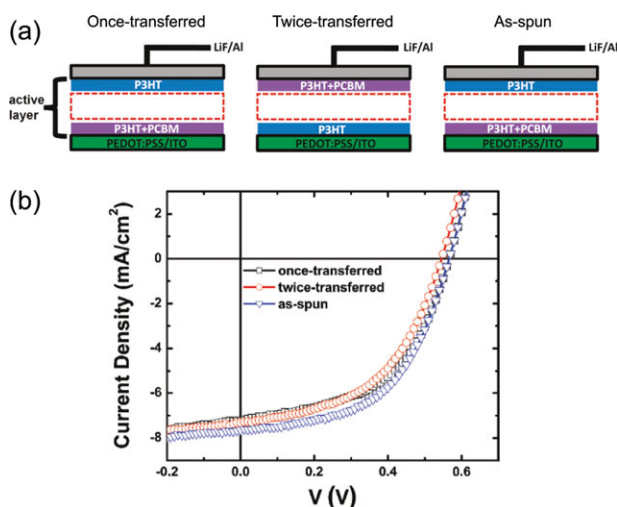 (a)
Once-transferred
Twice-transferred
As-spun
LiF/Al
LiF/Al
LiF/Al
active
layer
P3HT
P3HT+PCBM
P3HT
P3HT+PCBM
P3HT
P3HT+PCBM
PEDOT:PSS/ITO
PEDOT:PSS/ITO
PEDOT:PSS/ITO
(b)
Current Density (mA/cm²)
2
0
-2
-4
-6
-8
once-transferred
twice-transferred
as-spun
-0.2
0.0
0.2
0.4
0.6
V (V)